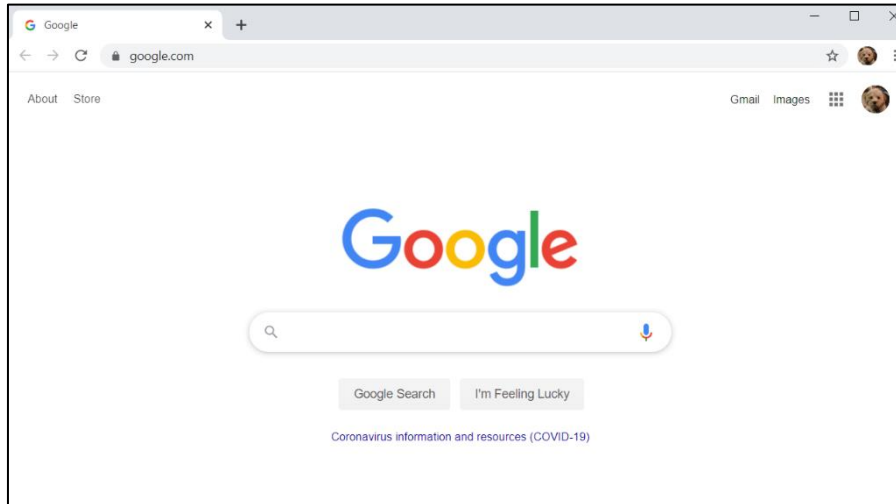 Google
google.com
About Store Gmail Images
Google
Google Search I'm Feeling Lucky
Coronavirus information and resources (COVID-19)